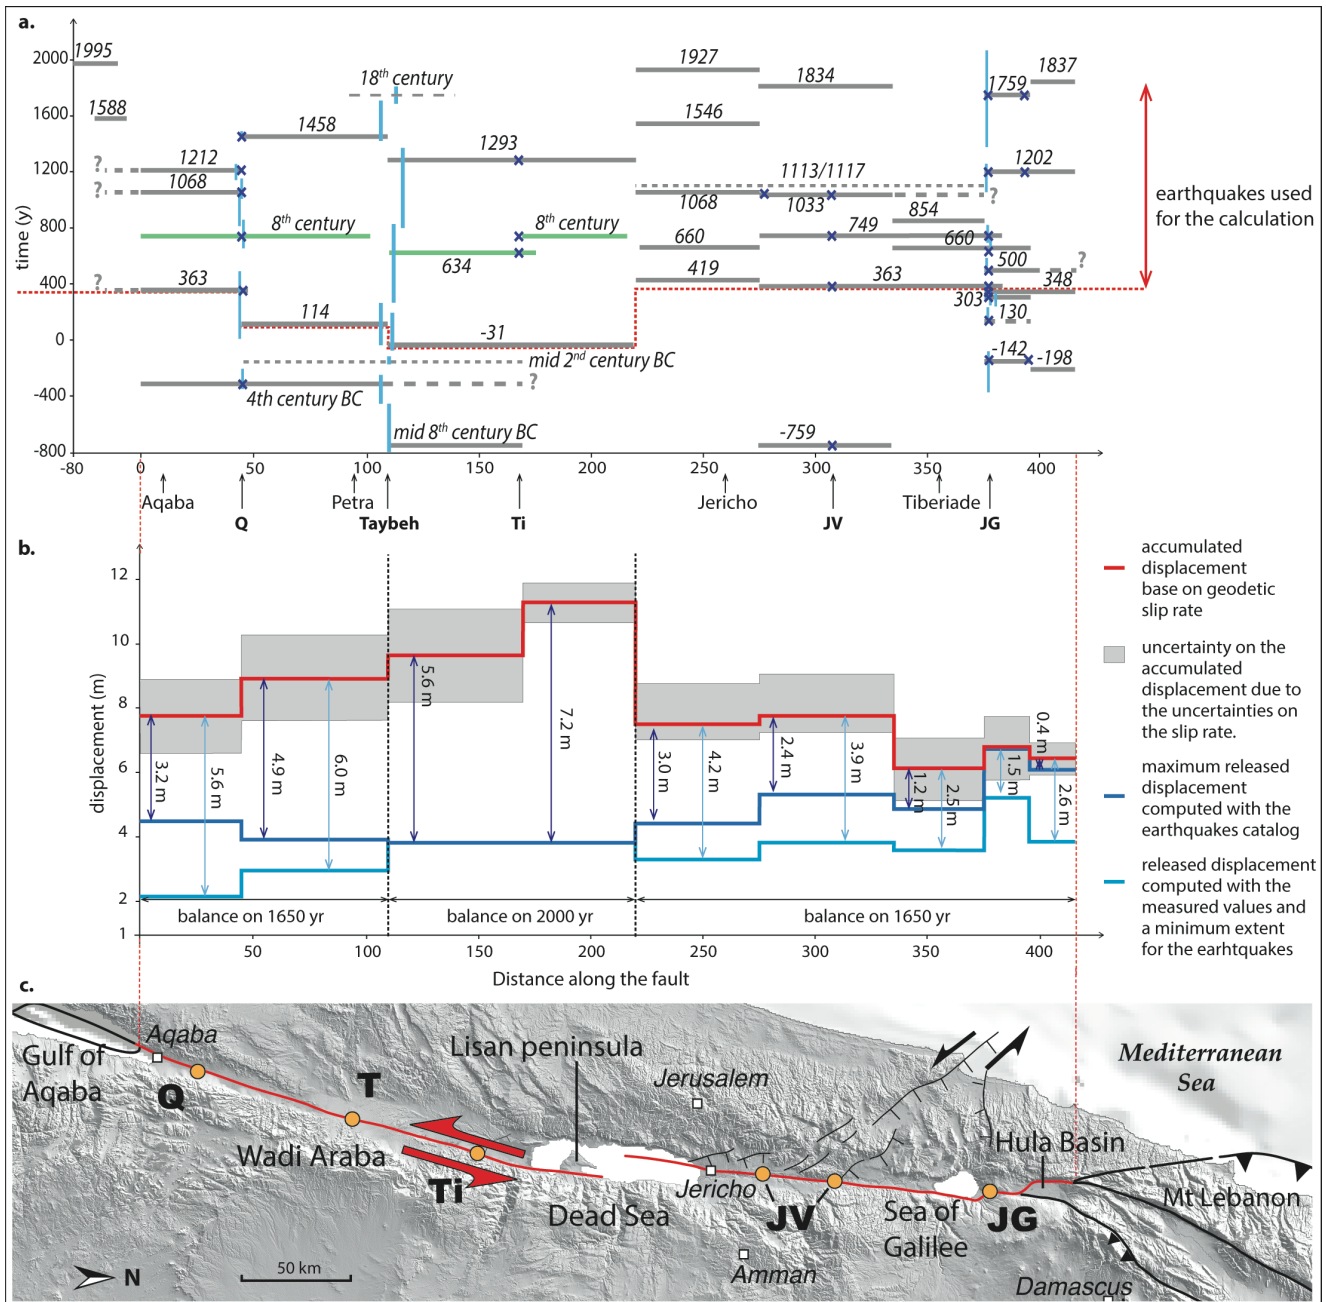 a.
2000
1600
1200
800
400
0
-400
-800
time (y)
1995
1588
18th century
1458
1212
1068
8th century
363
114
4th century BC
mid 2nd century BC
mid 8th century BC
1293
8th century
634
-31
1927
1834
1546
1113/1117
1068
1033
854
749
660
660
419
363
-759
1837
1759
1202
500
348
303
130
-142
-198
?
?
?
?
?
?
earthquakes used
for the calculation
-80
0
50
100
150
200
250
300
350
400
Aqaba
Petra
Jericho
Tiberiade
Q
Taybeh
Ti
JV
JG
b.
12
10
8
6
4
2
1
displacement (m)
3.2 m
5.6 m
4.9 m
6.0 m
5.6 m
7.2 m
3.0 m
4.2 m
2.4 m
3.9 m
1.2 m
2.5m
1.5 m
0.4 m
2.6 m
balance on 1650 yr
balance on 2000 yr
balance on 1650 yr
50
100
150
200
250
300
350
400
Distance along the fault
accumulated
displacement
base on geodetic
slip rate
uncertainty on the
accumulated
displacement due to
the uncertainties on
the slip rate.
maximum released
displacement
computed with the
earthquakes catalog
released displacement
computed with the
measured values and
a minimum extent
for the earhtquakes
c.
Gulf of
Aqaba
Aqaba
Q
T
Wadi Araba
Ti
Lisan peninsula
Dead Sea
Jerusalem
Jericho
JV
Amman
Sea of
Galilee
JG
Hula Basin
Mediterranean
Sea
Mt Lebanon
Damascus
N
50 km